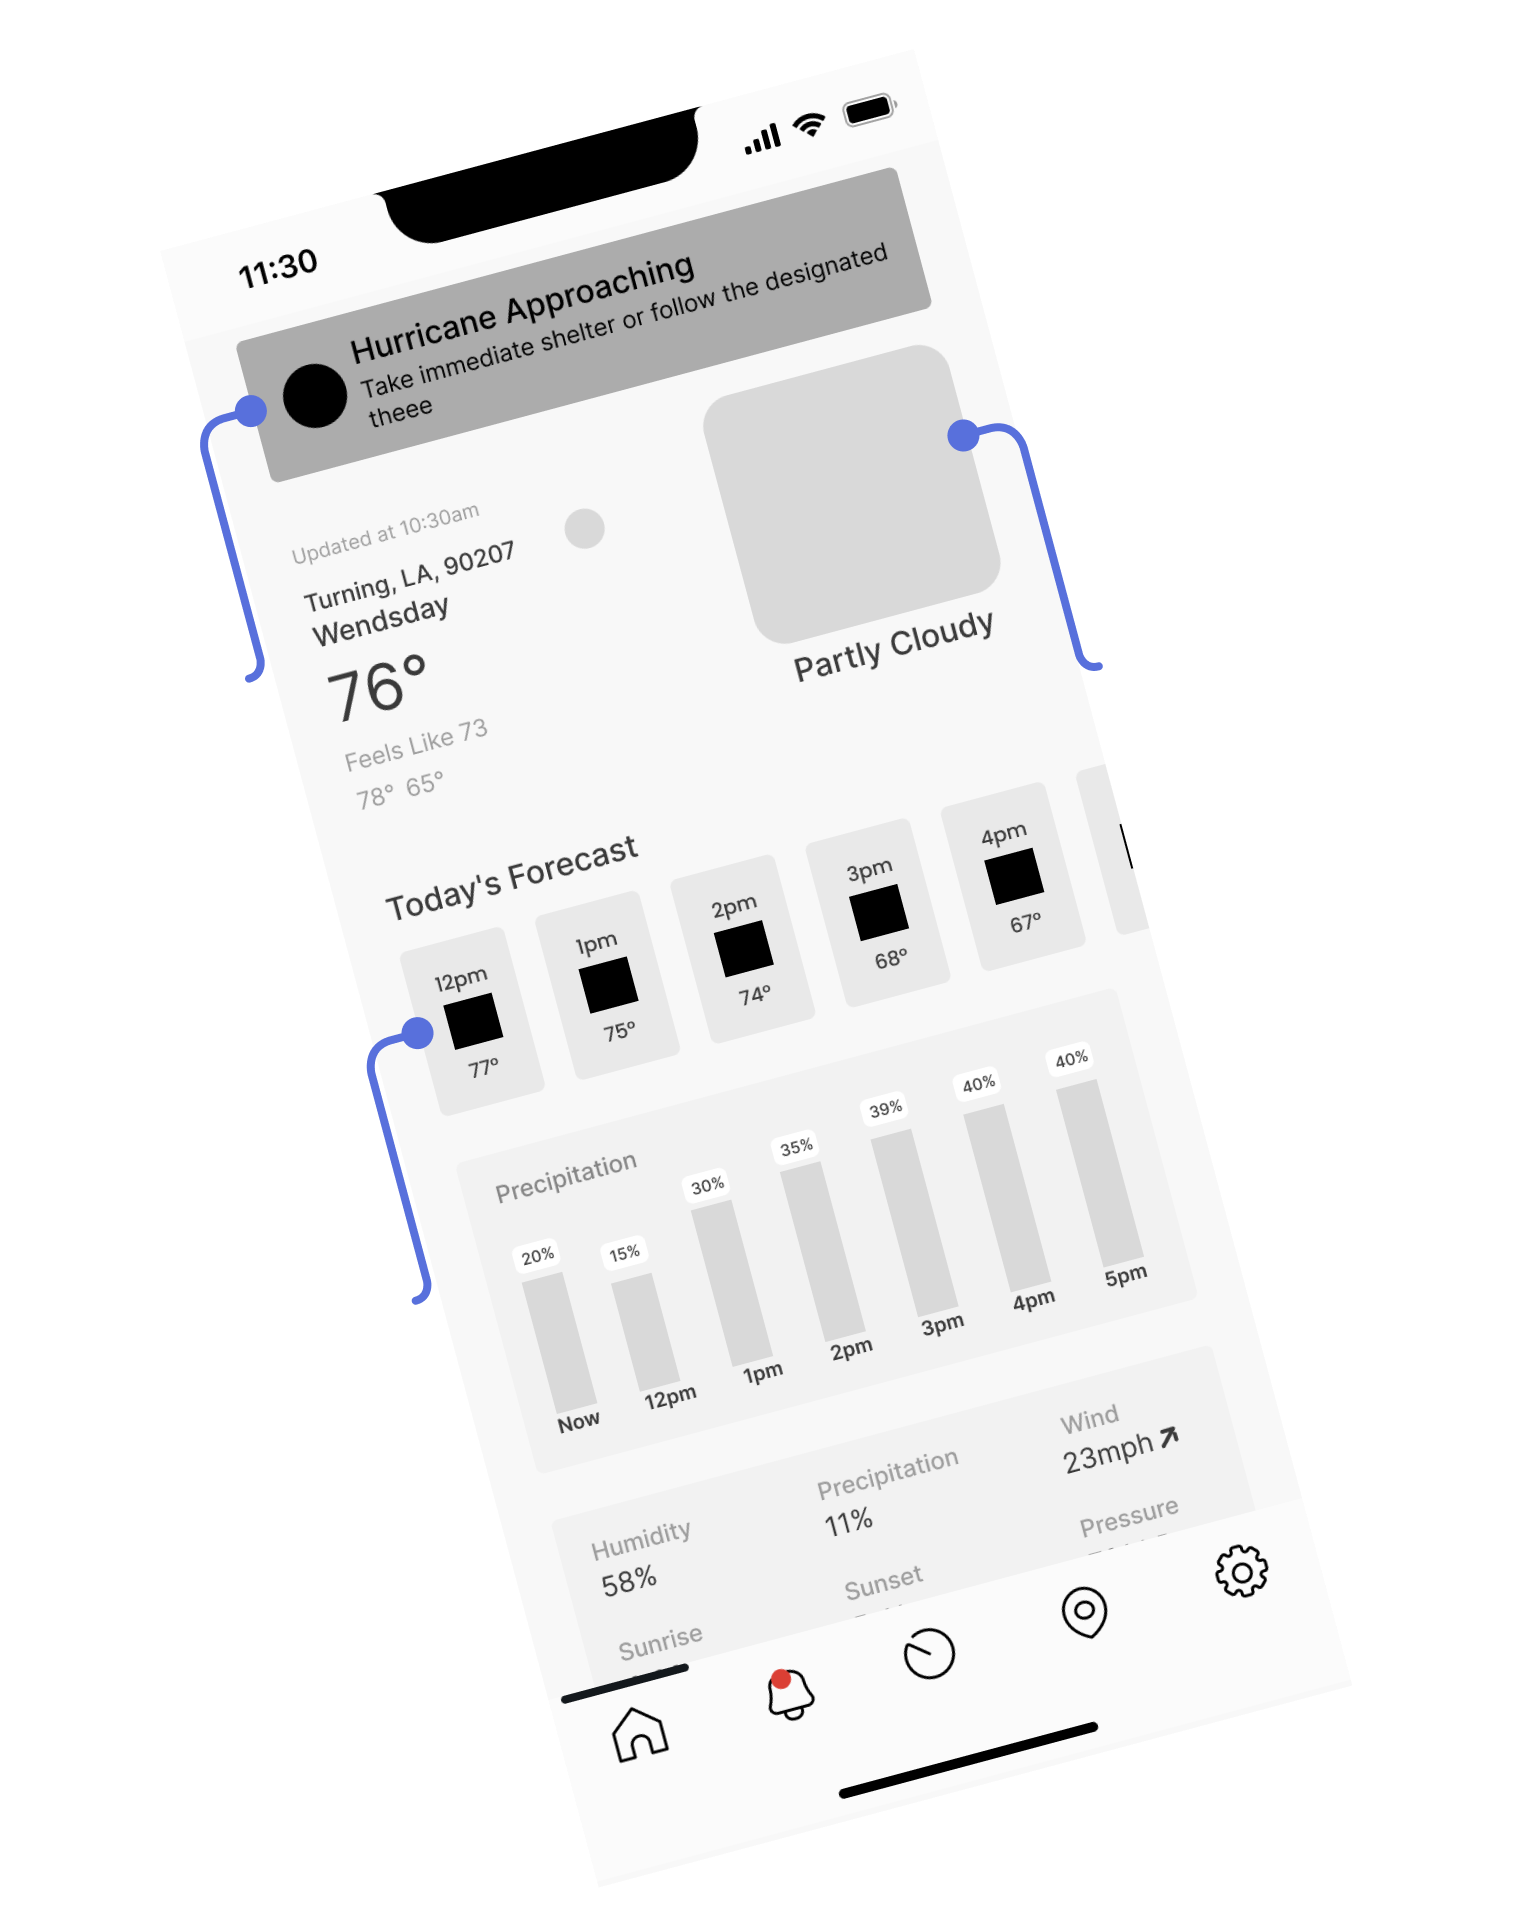 11:30
Hurricane Approaching
Take immediate shelter or follow the designated
theee
Updated at 10:30am
Turning, LA, 90207
Wendsday
76°
Feels Like 73
78° 65°
Partly Cloudy
Today's Forecast
12pm
77°
1pm
75°
2pm
74°
3pm
68°
4pm
67°
Precipitation
20%
15%
30%
35%
39%
40%
40%
Now
12pm
1pm
2pm
3pm
4pm
5pm
Humidity
58%
Precipitation
11%
Wind
23mph
Sunrise
Sunset
Pressure